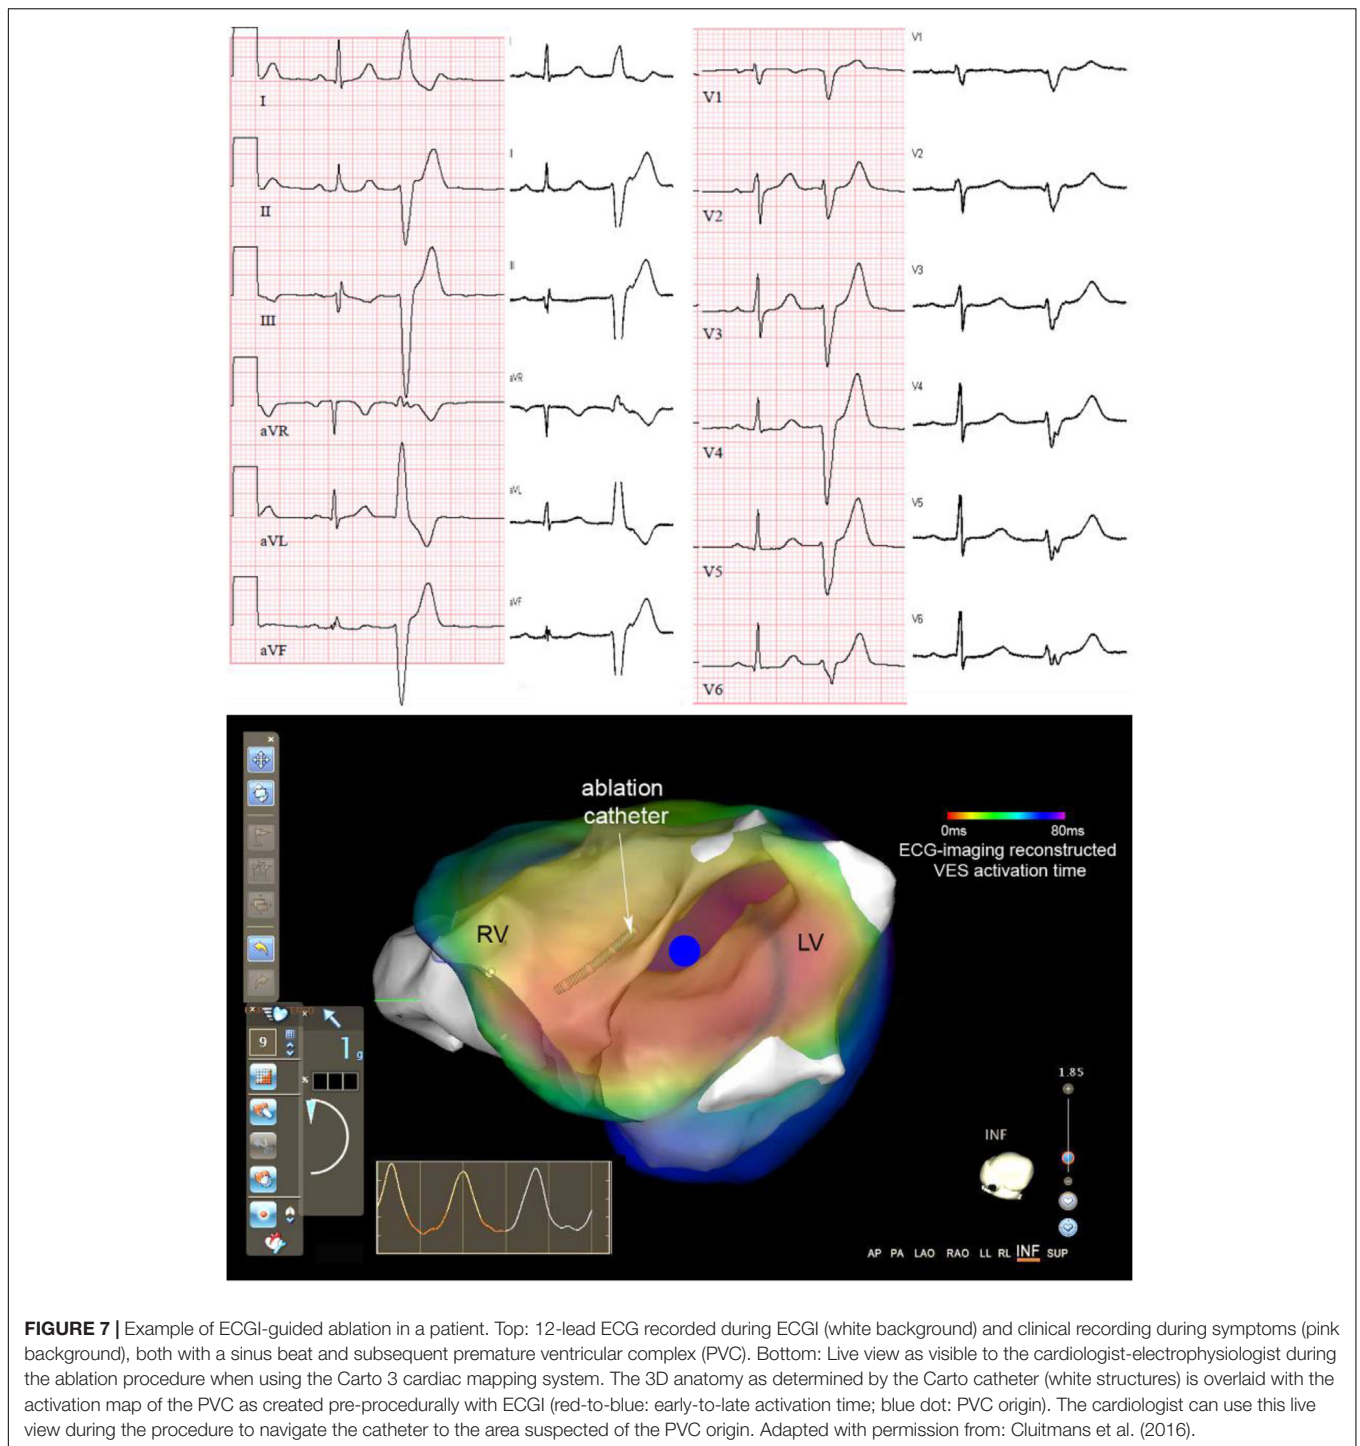 I
II
III
aVR
aVL
aVF
I
II
III
aVR
aVL
aVF
V1
V2
V3
V4
V5
V6
V1
V2
V3
V4
V5
V6
ablation
catheter
RV
LV
0ms 80ms
ECG-imaging reconstructed
VES activation time
9
1 g
1.85
INF
AP PA LAO RAO LL RL INF SUP
FIGURE 7 | Example of ECGI-guided ablation in a patient. Top: 12-lead ECG recorded during ECGI (white background) and clinical recording during symptoms (pink
background), both with a sinus beat and subsequent premature ventricular complex (PVC). Bottom: Live view as visible to the cardiologist-electrophysiologist during
the ablation procedure when using the Carto 3 cardiac mapping system. The 3D anatomy as determined by the Carto catheter (white structures) is overlaid with the
activation map of the PVC as created pre-procedurally with ECGI (red-to-blue: early-to-late activation time; blue dot: PVC origin). The cardiologist can use this live
view during the procedure to navigate the catheter to the area suspected of the PVC origin. Adapted with permission from: Cluitmans et al. (2016).